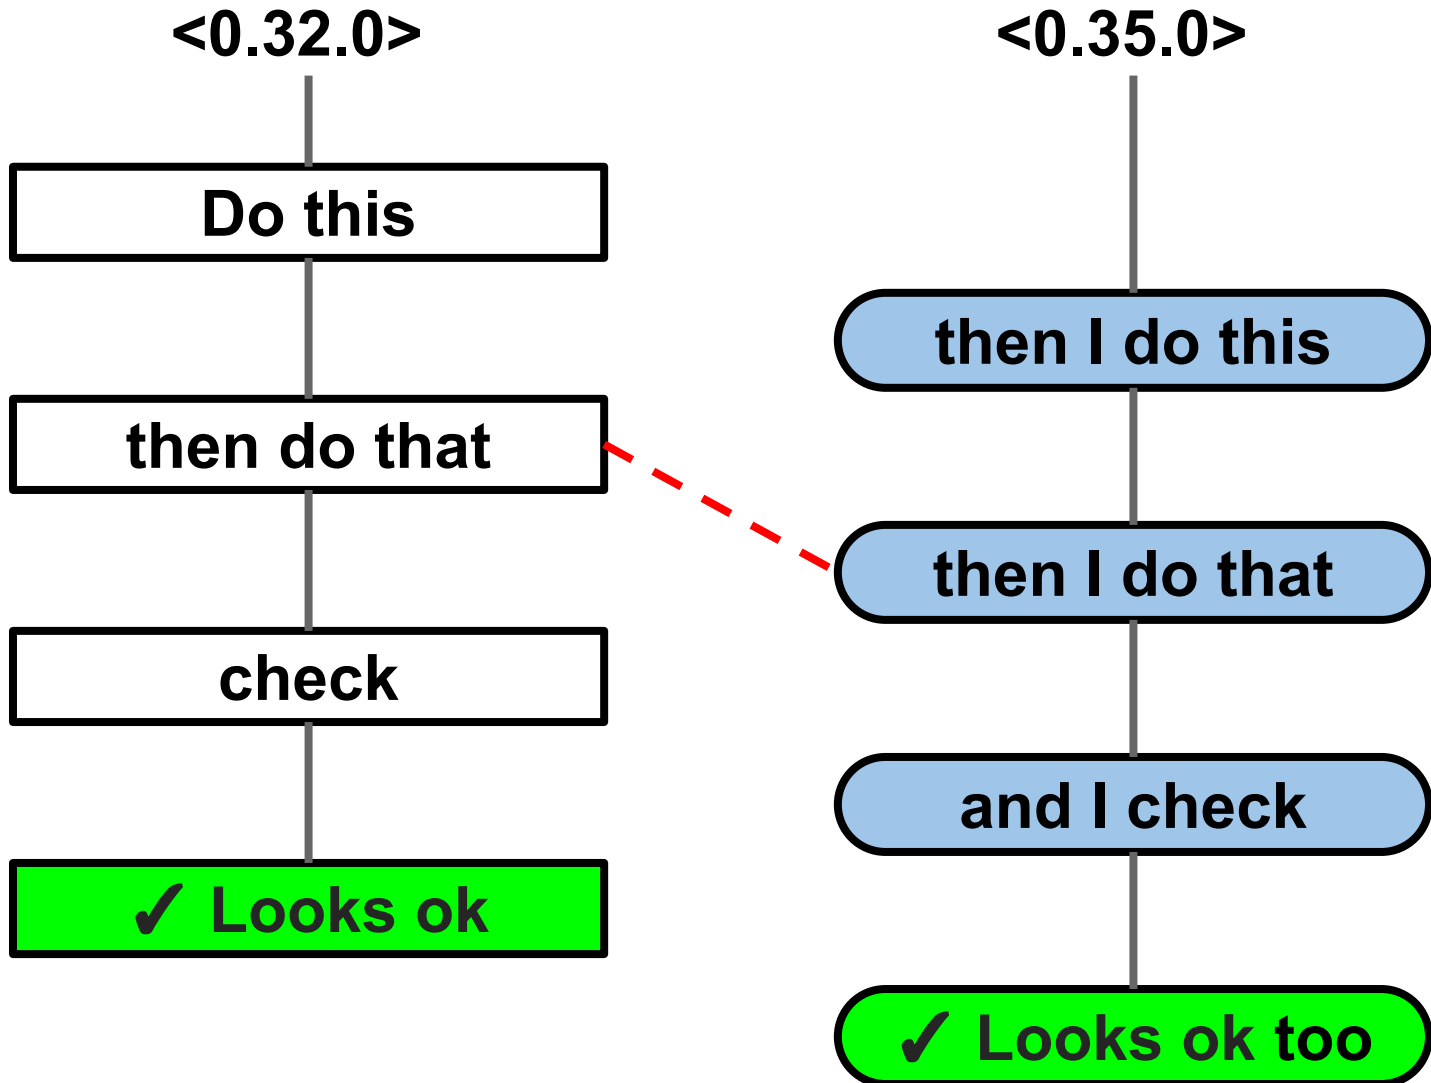 <0.32.0>
<0.35.0>
Do this
then I do this
then do that
then I do that
check
and I check
✓ Looks ok
✓ Looks ok too